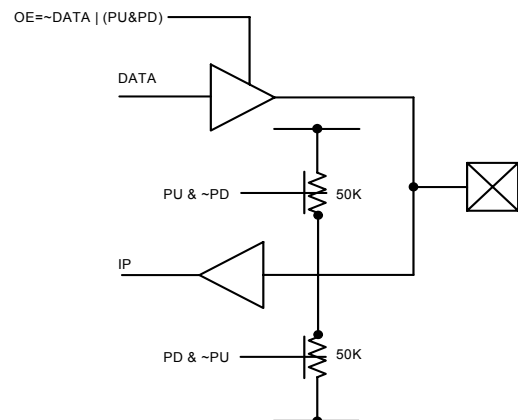 OE=~DATA | (PU&PD)
DATA
PU & ~PD
50K
IP
PD & ~PU
50K